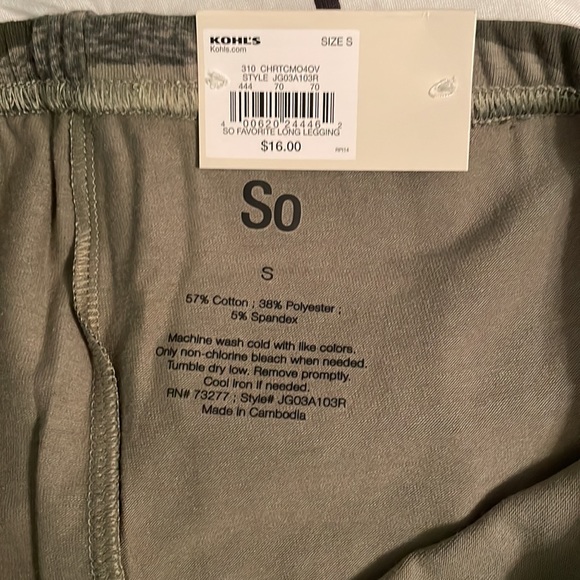 KOHL'S SIZE S
Kohls.com
310 CHRTCMO4OV
STYLE JG03A103R
444 70 70
4 00620 24446 2
SO FAVORITE LONG LEGGING
$16.00
So
S
57% Cotton ; 38% Polyester ;
5% Spandex
Machine wash cold with like colors.
Only non-chlorine bleach when needed.
Tumble dry low. Remove promptly.
Cool Iron if needed.
RN# 73277 ; Style# JG03A103R
Made in Cambodia